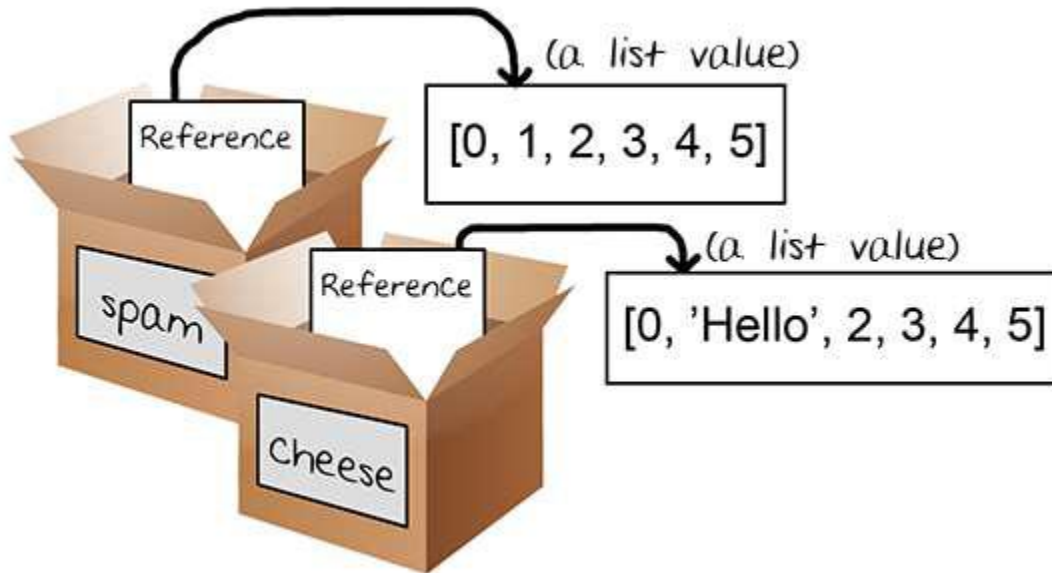 (a list value)
Reference
[0, 1, 2, 3, 4, 5]
spam
(a list value)
Reference
[0, ’Hello’, 2, 3, 4, 5]
Cheese